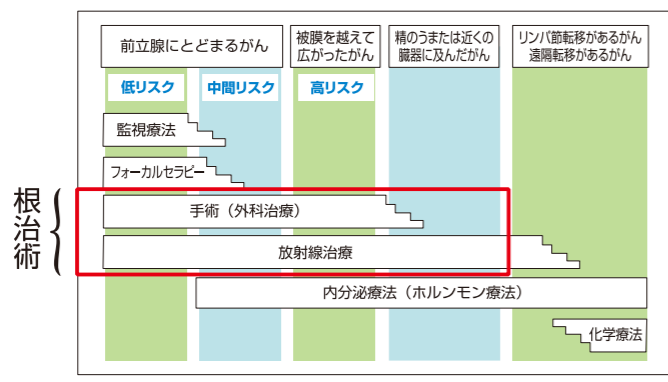 前立腺にとどまるがん
被膜を越えて
広がったがん
精のうまたは近くの
臓器に及んだがん
リンパ節転移があるがん
遠隔転移があるがん
低リスク
中間リスク
高リスク
監視療法
フォーカルセラピー
根治術
手術（外科治療）
放射線治療
内分泌療法（ホルンモン療法）
化学療法